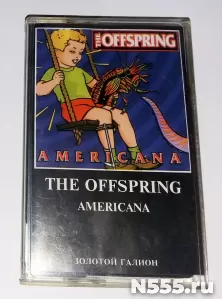 THE OFFSPRING
AMERICANA
THE OFFSPRING
AMERICANA
ЗОЛОТОЙ ГАЛИОН
N555.ru